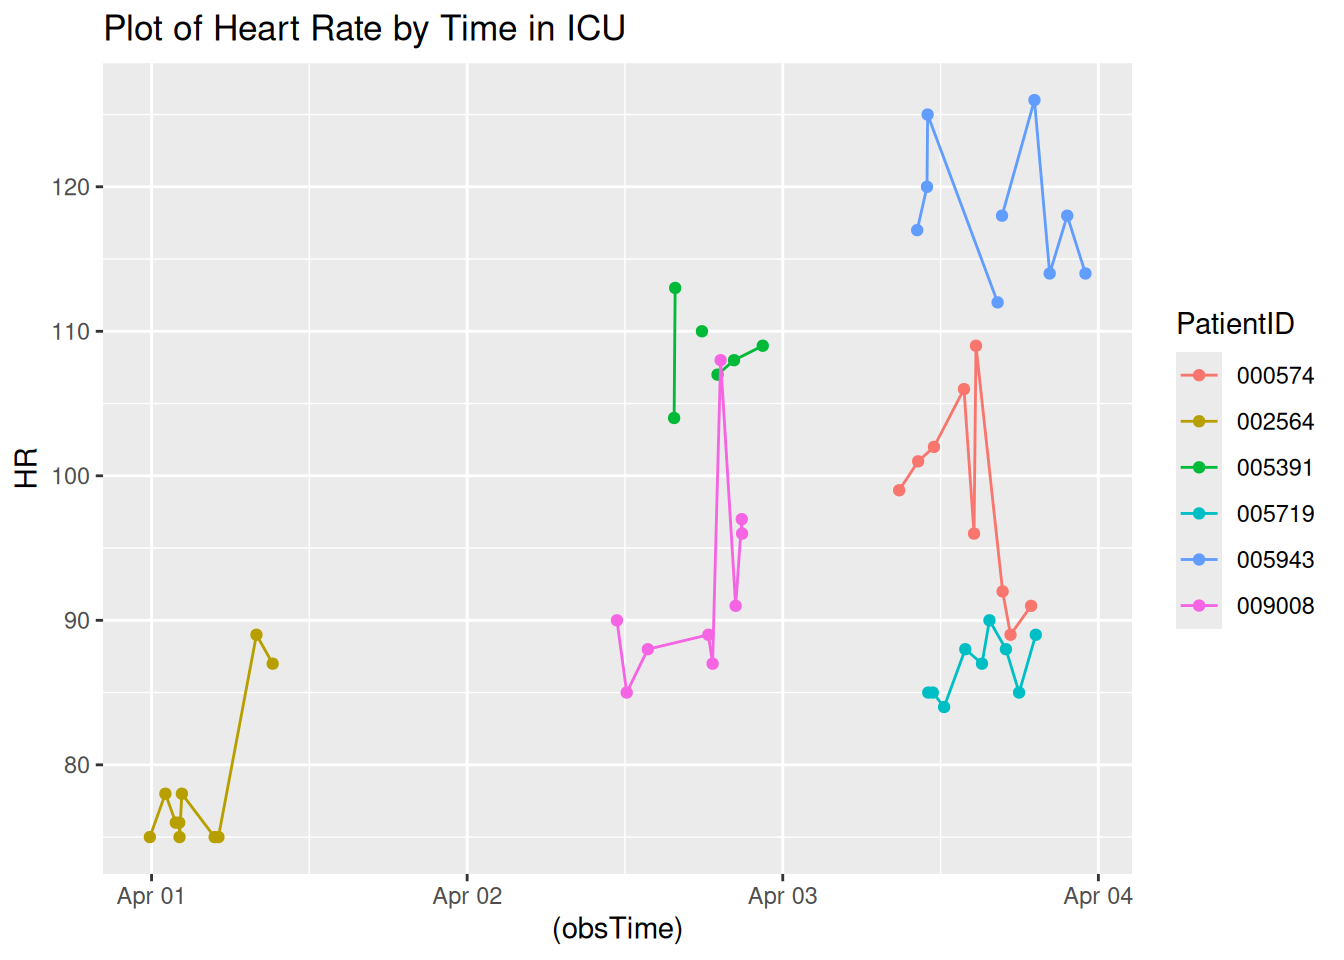 Plot of Heart Rate by Time in ICU
HR
120
110
100
90
80
Apr 01
Apr 02
Apr 03
Apr 04
(obsTime)
PatientID
000574
002564
005391
005719
005943
009008